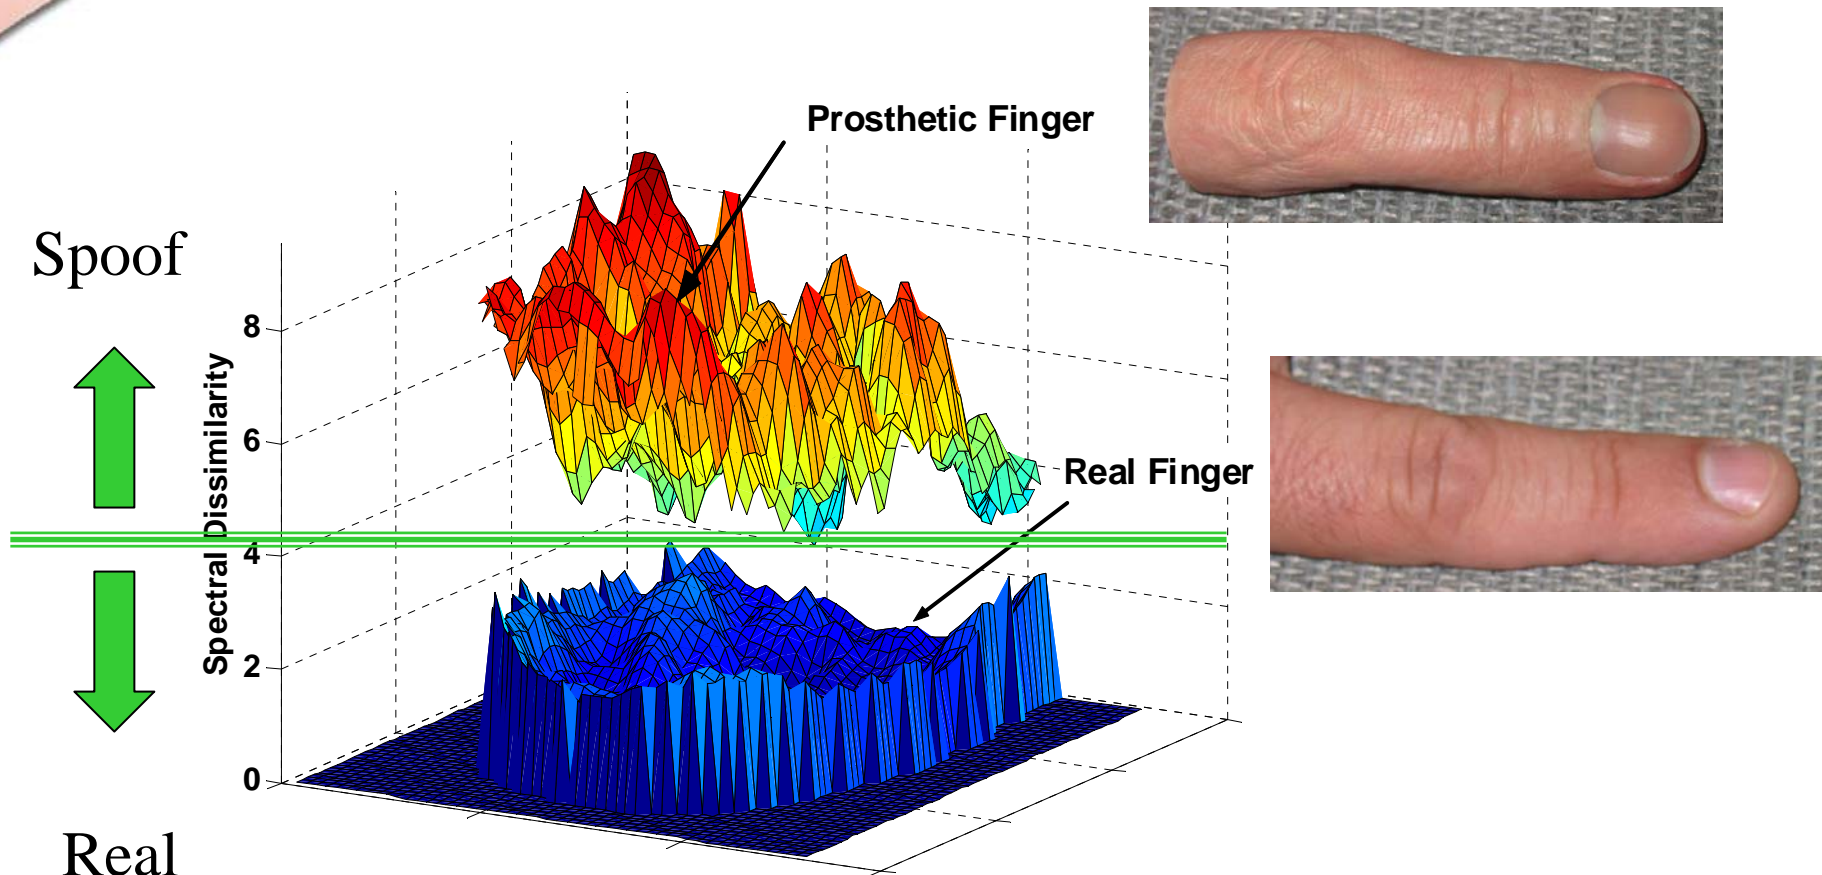 Prosthetic Finger
Spoof
8
6
Real Finger
4
2
0
Spectral Dissimilarity
Real